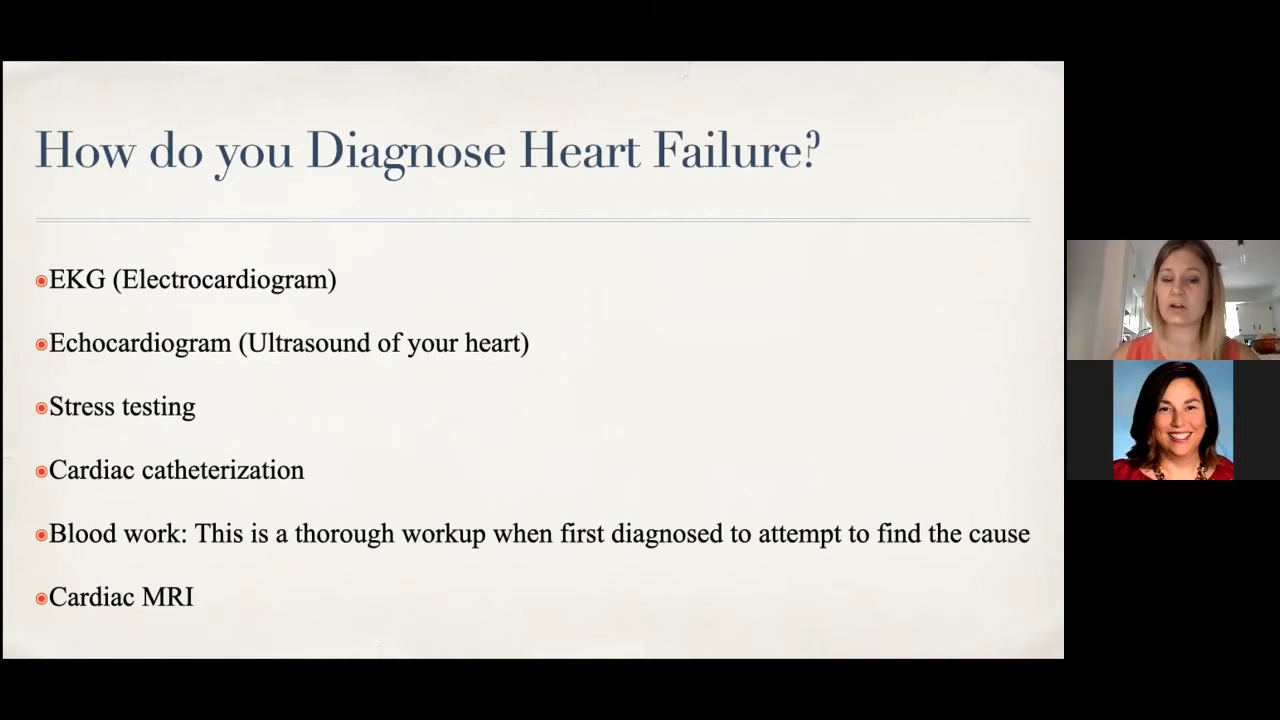 How do you Diagnose Heart Failure?
EKG (Electrocardiogram)
Echocardiogram (Ultrasound of your heart)
Stress testing
Cardiac catheterization
Blood work: This is a thorough workup when first diagnosed to attempt to find the cause
Cardiac MRI